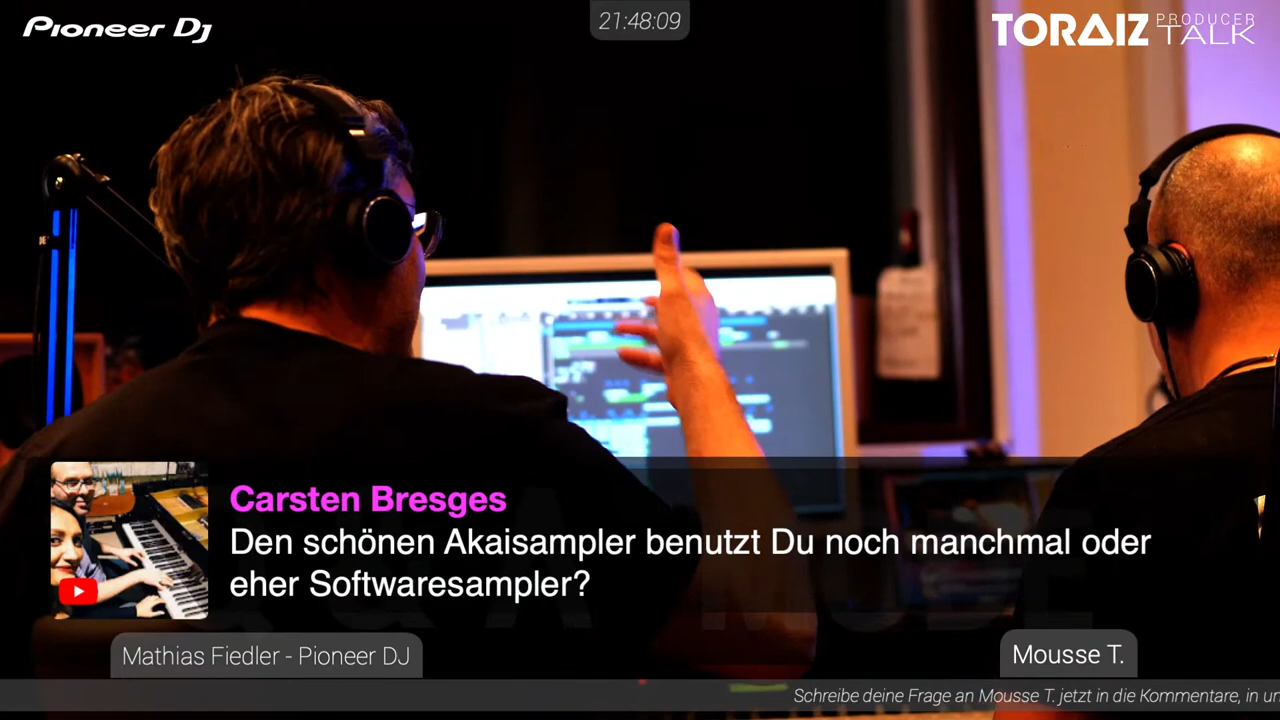 Pioneer Dj
21:48:09
TORAIZ PRODUCER TALK
Carsten Bresges
Den schönen Akaisampler benutzt Du noch manchmal oder
eher Softwaresampler?
Mathias Fiedler - Pioneer DJ
Mousse T.
Schreibe deine Frage an Mousse T. jetzt in die Kommentare, in